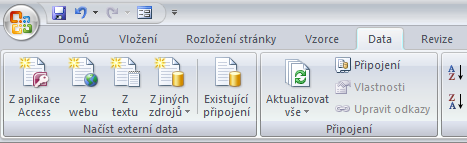 Domů Vložení Rozložení stránky Vzorce Data Revize
Z aplikace Access
Z webu
Z textu
Z jiných zdrojů
Existující připojení
Načíst externí data
Aktualizovat vše
Připojení
Vlastnosti
Upravit odkazy
Připojení
A
Z
Z
A